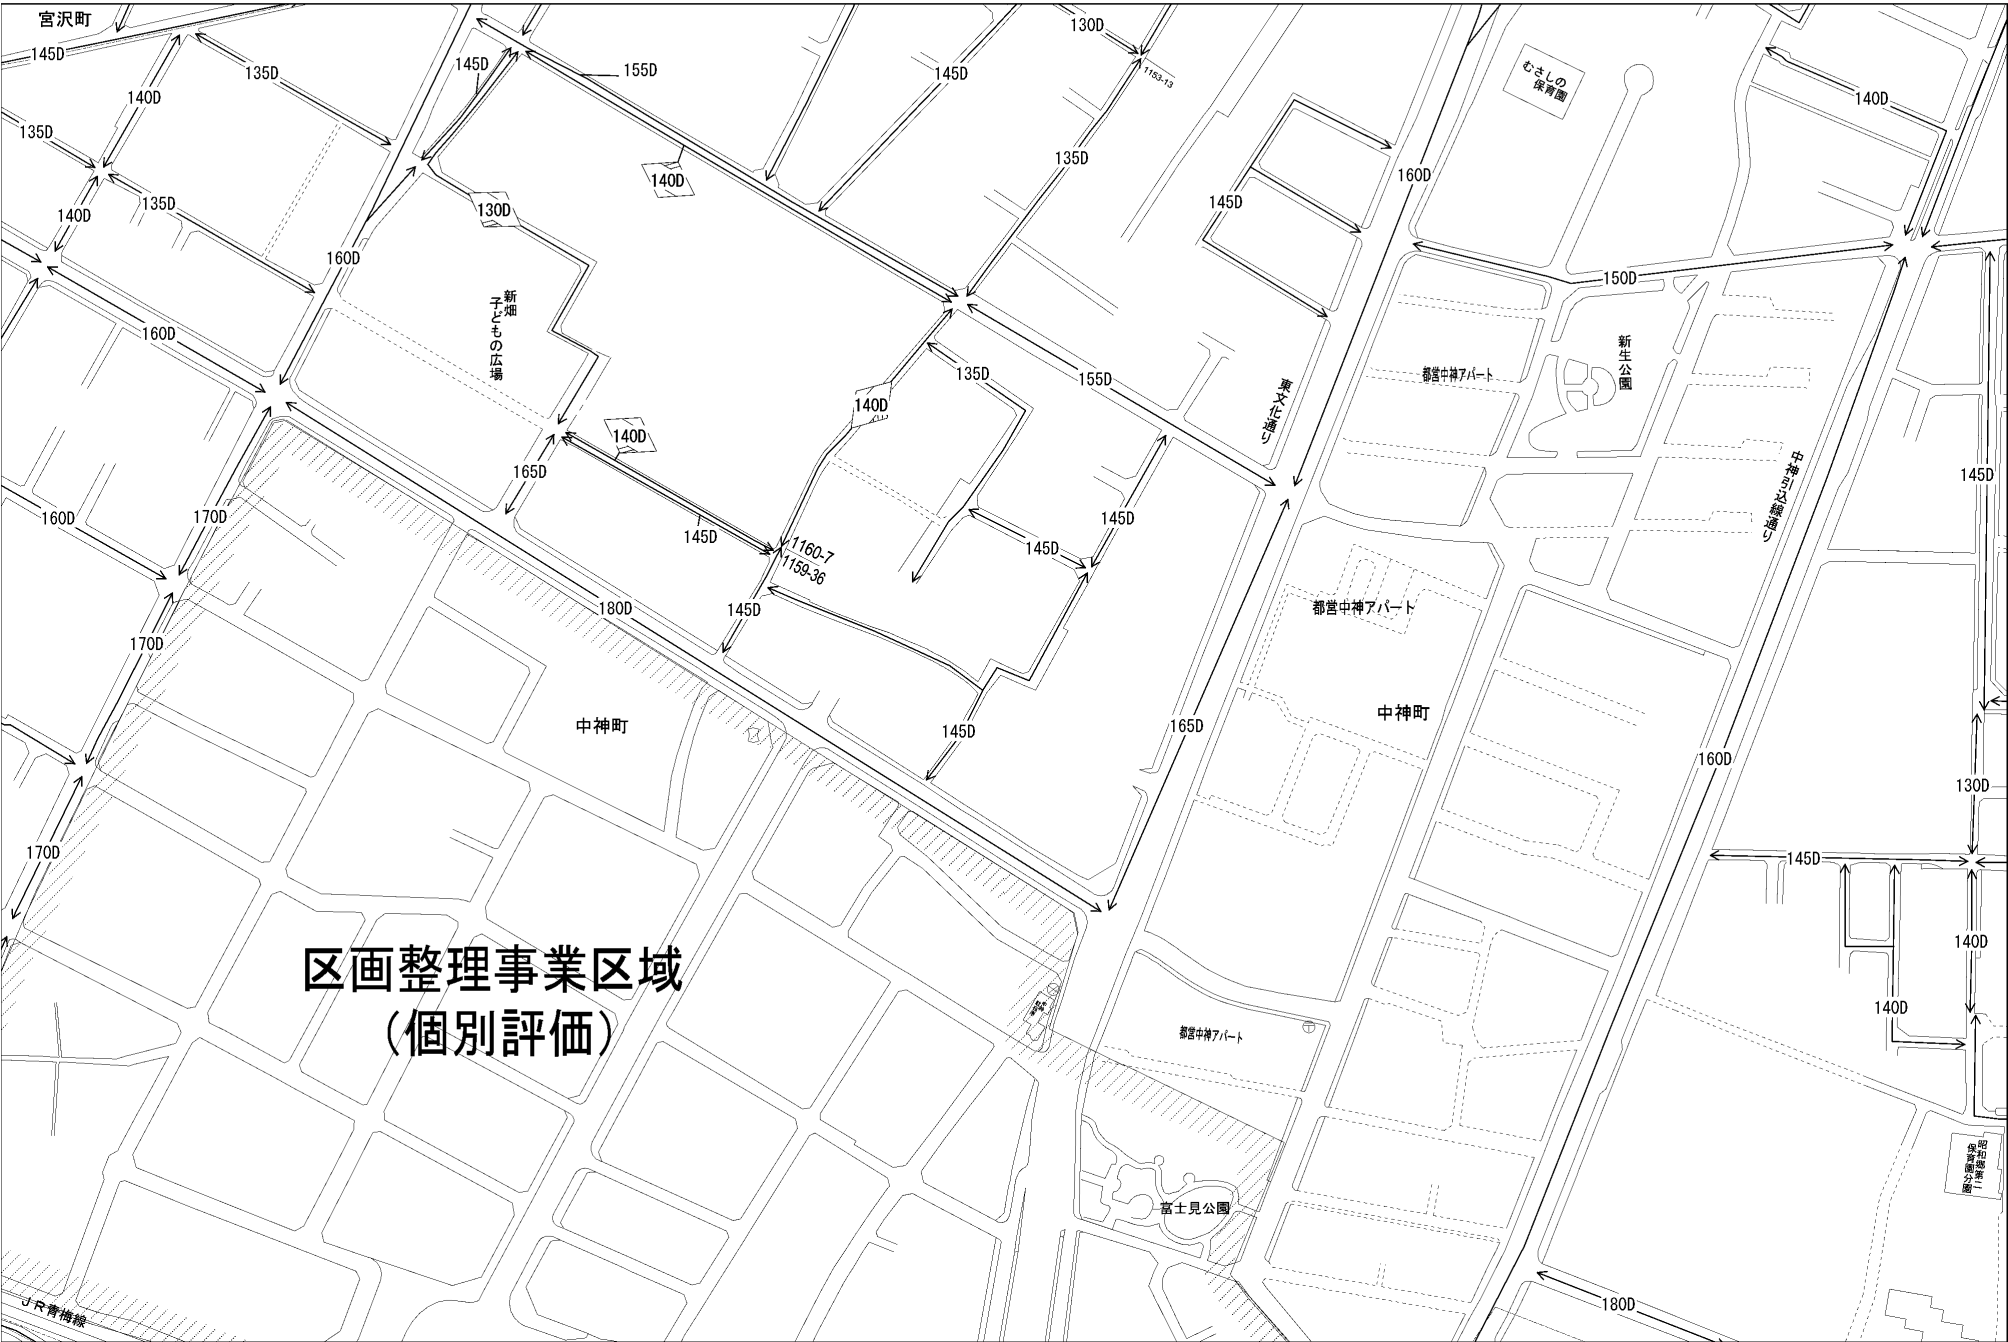 宮沢町
145D
135D
140D
135D
140D
135D
145D
155D
145D
130D
1153-13
135D
140D
130D
160D
新畑
子どもの広場
160D
145D
160D
むさしの
保育園
140D
150D
新生公園
都営中神アパート
東文化通り
中神引込線通り
145D
135D
155D
140D
140D
165D
145D
145D
145D
1160-7
1159-36
145D
180D
160D
170D
170D
170D
中神町
145D
165D
都営中神アパート
中神町
160D
130D
145D
140D
140D
区画整理事業区域
(個別評価)
都営中神アパート
富士見公園
昭和郷第二
保育園分園
JR青梅線
180D